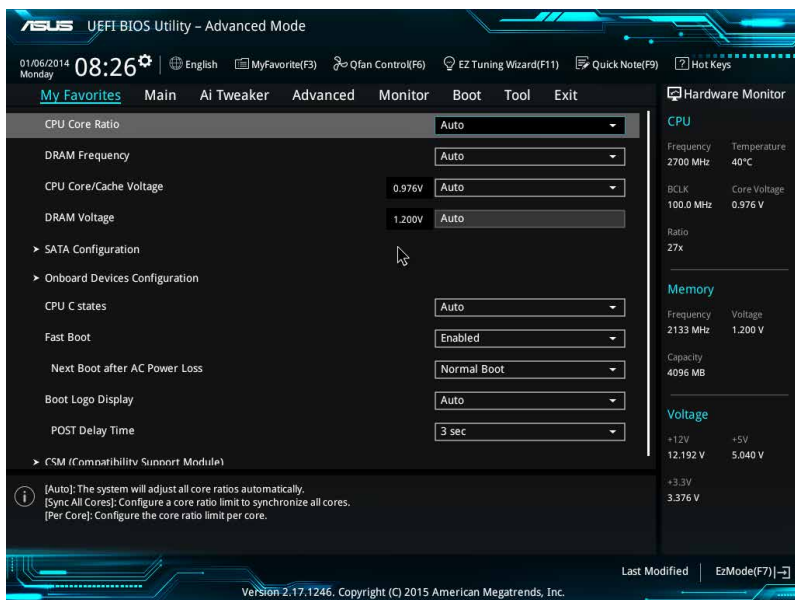 ASUS UEFI BIOS Utility – Advanced Mode
01/06/2014 Monday 08:26 English MyFavorite(F3) Qfan Control(F6) EZ Tuning Wizard(F11) Quick Note(F9) ? Hot Keys
My Favorites Main Ai Tweaker Advanced Monitor Boot Tool Exit
Hardware Monitor
CPU Core Ratio Auto
DRAM Frequency Auto
CPU Core/Cache Voltage 0.976V Auto
DRAM Voltage 1.200V Auto
SATA Configuration
Onboard Devices Configuration
CPU C states Auto
Fast Boot Enabled
Next Boot after AC Power Loss Normal Boot
Boot Logo Display Auto
POST Delay Time 3 sec
CSM (Compatibility Support Module)
CPU
Frequency Temperature
2700 MHz 40°C
BCLK Core Voltage
100.0 MHz 0.976 V
Ratio
27x
Memory
Frequency Voltage
2133 MHz 1.200 V
Capacity
4096 MB
Voltage
+12V +5V
12.192 V 5.040 V
+3.3V
3.376 V
[Auto]: The system will adjust all core ratios automatically.
[Sync All Cores]: Configure a core ratio limit to synchronize all cores.
[Per Core]: Configure the core ratio limit per core.
Last Modified EzMode(F7)
Version 2.17.1246. Copyright (C) 2015 American Megatrends, Inc.